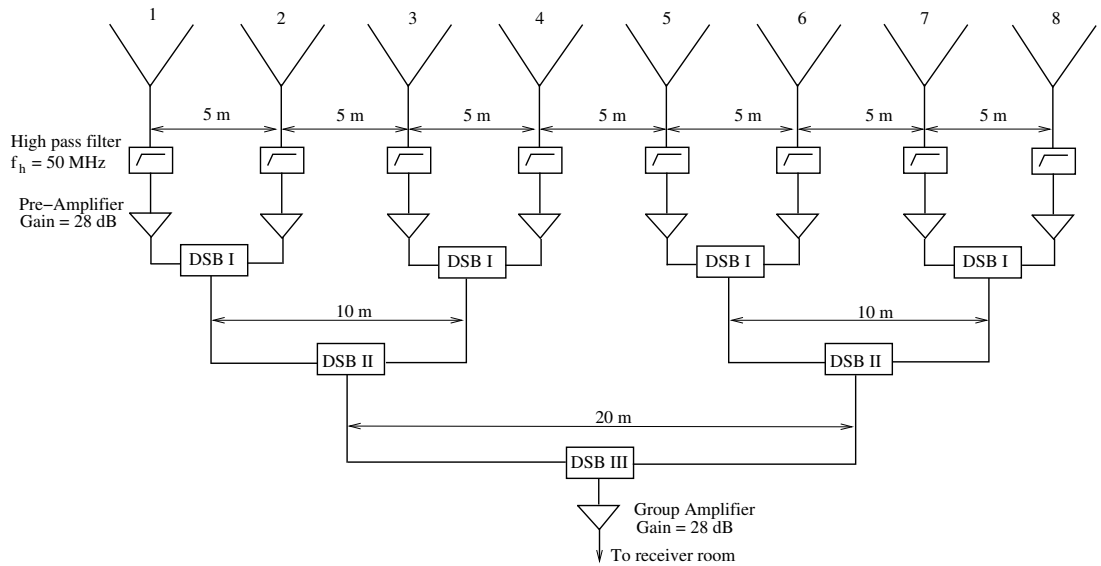 1 2 3 4 5 6 7 8
5 m 5 m 5 m 5 m 5 m 5 m 5 m
High pass filter
f h = 50 MHz
Pre−Amplifier
Gain = 28 dB
DSB I DSB I DSB I DSB I
10 m 10 m
DSB II DSB II
20 m
DSB III
Group Amplifier
Gain = 28 dB
To receiver room